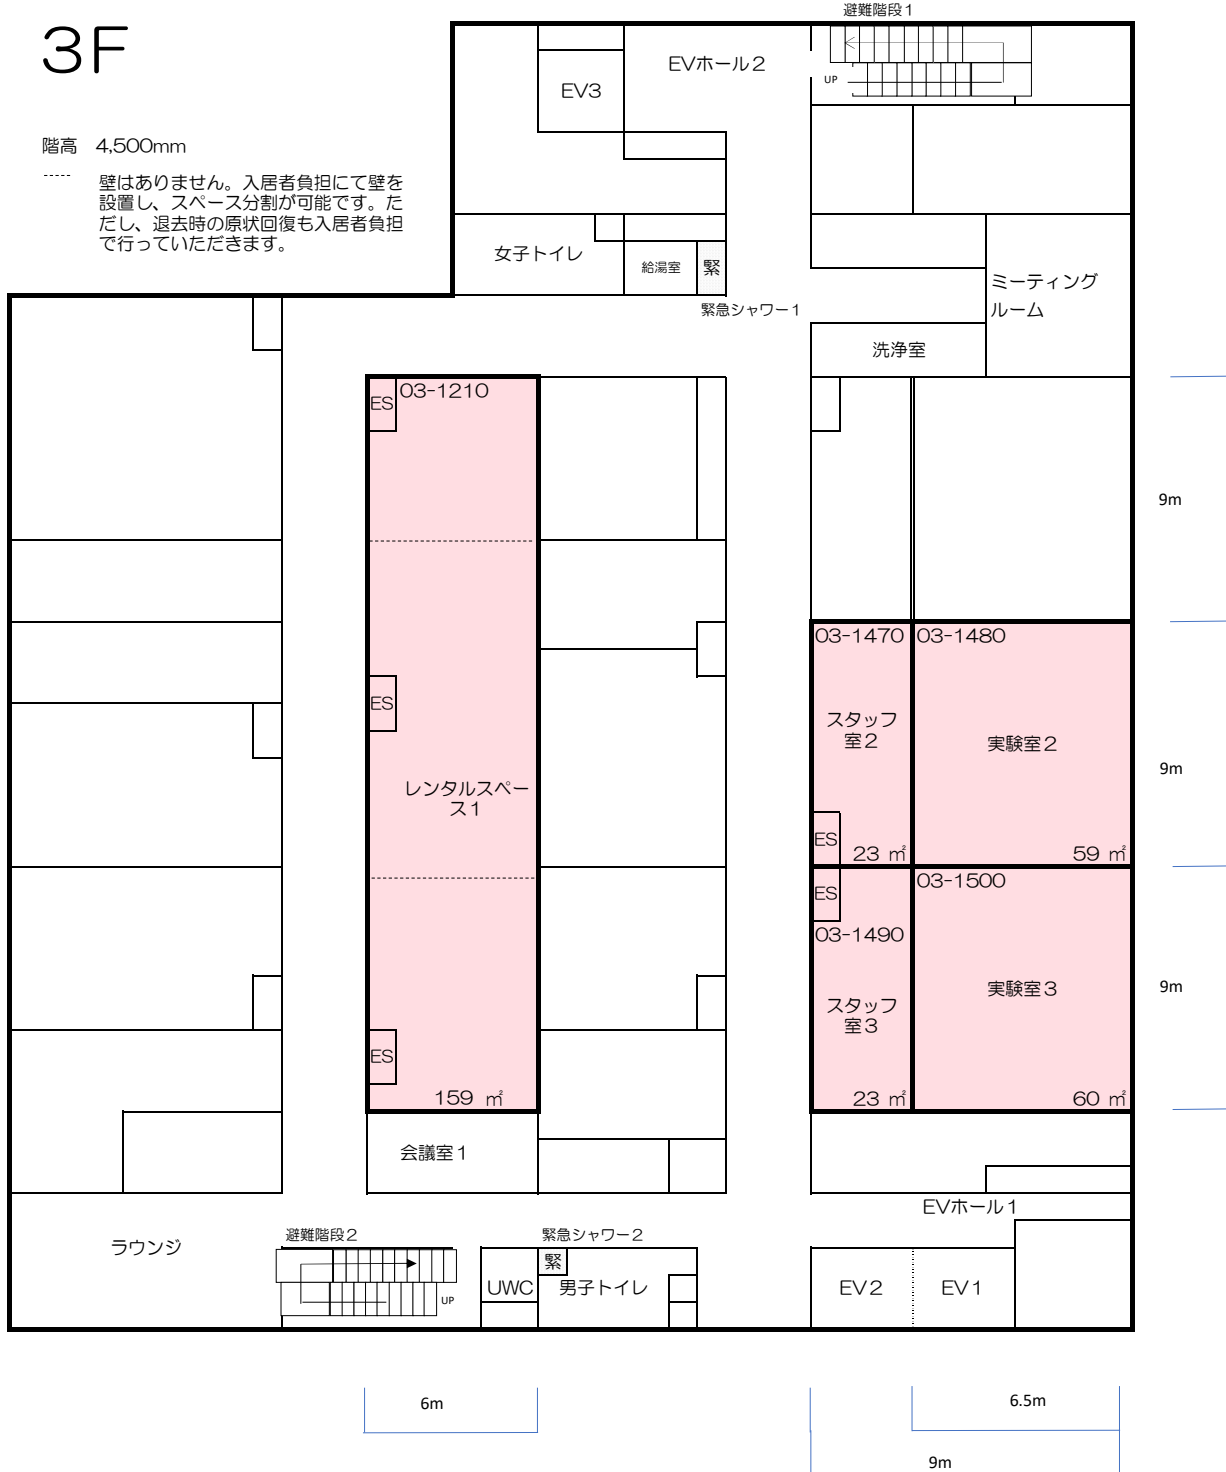 避難階段1
3F
EVホール2
UP
EV3
階高 4,500mm
----- 壁はありません。入居者負担にて壁を
設置し、スペース分割が可能です。た
だし、退去時の原状回復も入居者負担
で行っていただきます。
女子トイレ
給湯室
緊
ミーティング
ルーム
緊急シャワー1
洗浄室
ES
03-1210
9m
03-1470
03-1480
ES
スタッフ
室2
実験室2
9m
レンタルスペー
ス1
ES
23 ㎡
59 ㎡
ES
03-1500
03-1490
実験室3
9m
スタッフ
室3
ES
159 ㎡
23 ㎡
60 ㎡
会議室1
EVホール1
ラウンジ
避難階段2
緊急シャワー2
緊
UWC
男子トイレ
EV2
EV1
UP
6m
6.5m
9m